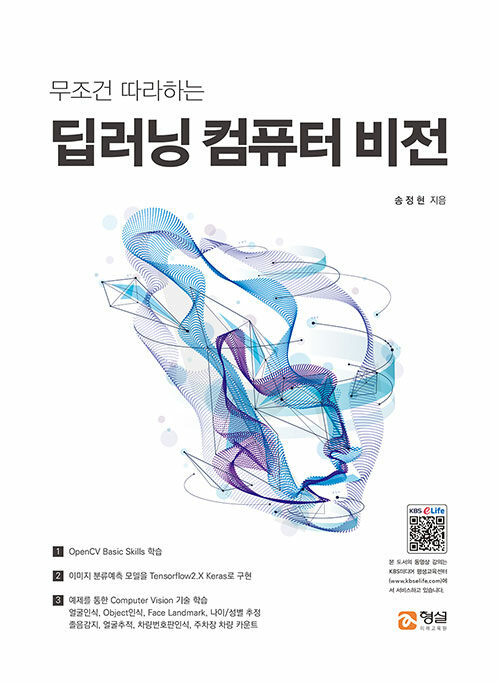 무조건 따라하는
딥러닝 컴퓨터 비전
송정현 지음
KBS e Life
1 OpenCV Basic Skills 학습
2 이미지 분류예측 모델을 Tensorflow2.X Keras로 구현
3 예제를 통한 Computer Vision 기술 학습
얼굴인식, Object인식, Face Landmark, 나이/성별 추정
졸음감지, 얼굴추적, 차량번호판인식, 주차장 차량 카운트
본 도서의 동영상 강의는
KBS미디어 평생교육센터
(www.kbselife.com)에
서 서비스하고 있습니다.
형설
미래교육원